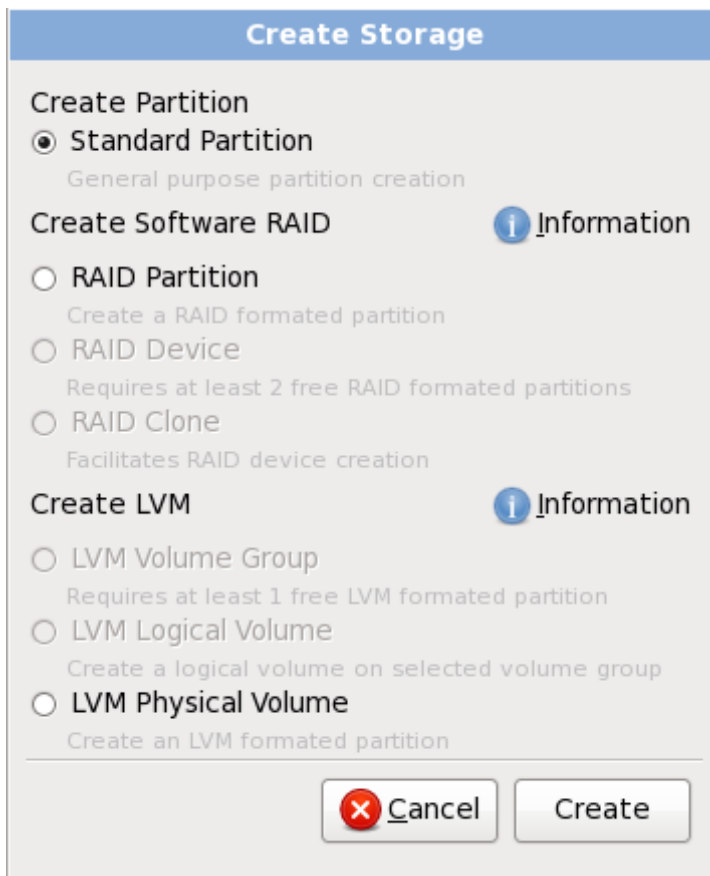 Create Storage
Create Partition
Standard Partition
General purpose partition creation
Create Software RAID
Information
RAID Partition
Create a RAID formated partition
RAID Device
Requires at least 2 free RAID formated partitions
RAID Clone
Facilitates RAID device creation
Create LVM
Information
LVM Volume Group
Requires at least 1 free LVM formated partition
LVM Logical Volume
Create a logical volume on selected volume group
LVM Physical Volume
Create an LVM formated partition
Cancel
Create